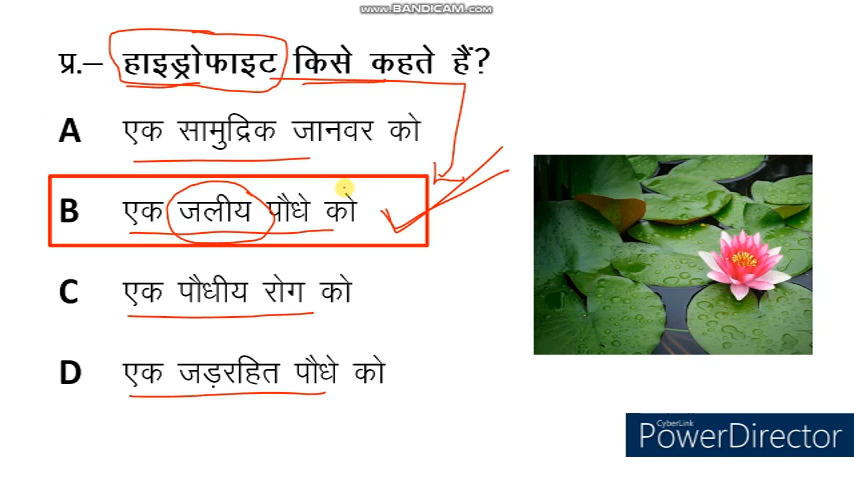 www.BANDICAM.com
प्र.– हाइड्रोफाइट किसे कहते हैं?
A एक सामुद्रिक जानवर को
B एक जलीय पौधे को
C एक पौधीय रोग को
D एक जड़रहित पौधे को
CyberLink
PowerDirector